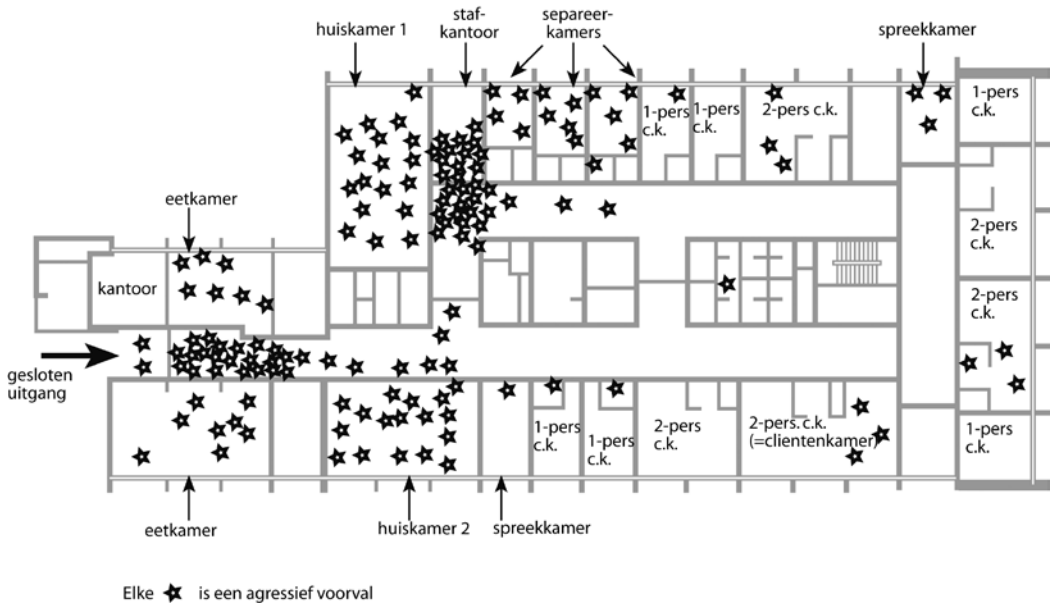 huiskamer 1
staf-
kantoor
separeer-
kamers
spreekkamer
1-pers
c.k.
1-pers
c.k.
2-pers c.k.
1-pers
c.k.
eetkamer
2-pers
c.k.
kantoor
2-pers
c.k.
gesloten
uitgang
1-pers
c.k.
1-pers
c.k.
2-pers
c.k.
2-pers. c.k.
(=clientenkamer)
1-pers
c.k.
eetkamer
huiskamer 2
spreekkamer
Elke is een agressief voorval